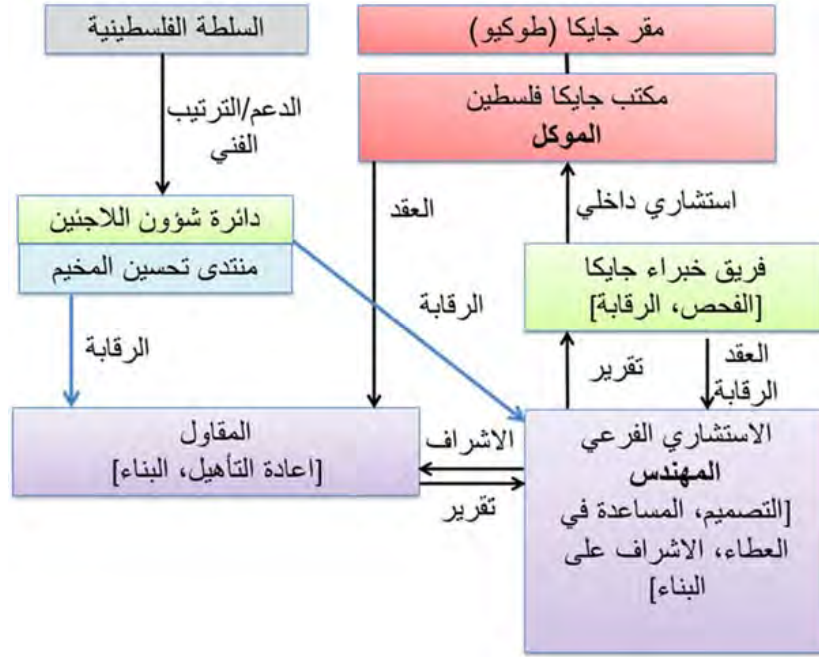 السلطة الفلسطينية
مقر جايكا (طوكيو)
مكتب جايكا فلسطين
الموكل
الدعم/الترتيب
الفني
العقد
استشاري داخلي
دائرة شؤون اللاجئين
منتدى تحسين المخيم
فريق خبراء جايكا
[الفحص، الرقابة]
الرقابة
الرقابة
تقرير
العقد
الرقابة
المقاول
[اعادة التأهيل، البناء]
الاشراف
تقرير
الاستشاري الفرعي
المهندس
[التصميم، المساعدة في
العطاء، الاشراف على
البناء]